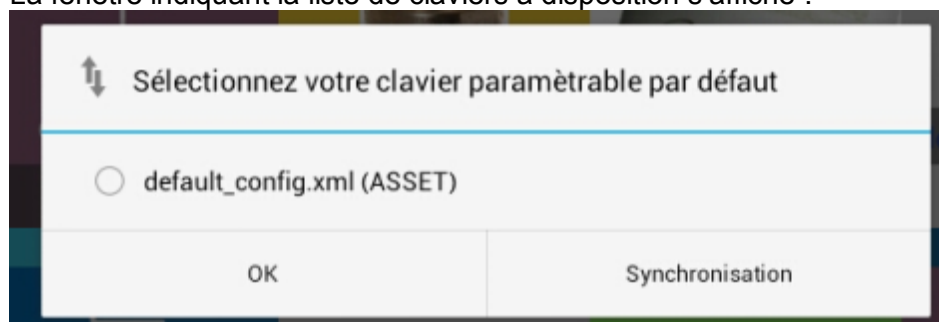 La fenêtre indiquant la liste de claviers à disposition s'affiche :
Sélectionnez votre clavier paramètrable par défaut
default_config.xml (ASSET)
OK
Synchronisation